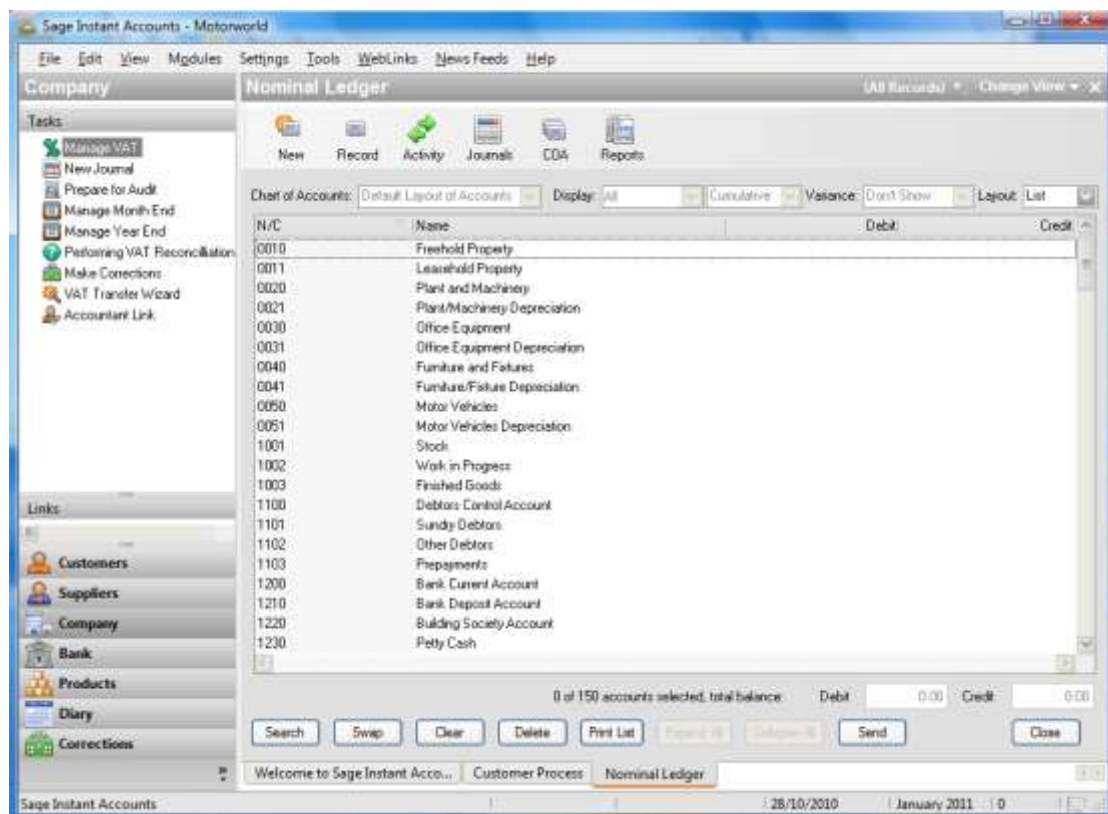 Sage Instant Accounts - Motorworld
File Edit View Modules Settings Tools WebLinks News Feeds Help
Company
Nominal Ledger
(All Records) Change View
Tasks
Manage VAT
New Journal
Prepare for Audit
Manage Month End
Manage Year End
Performing VAT Reconciliation
Make Corrections
VAT Transfer Wizard
Accountant Link
New Record Activity Journals COA Reports
Chart of Accounts: Default Layout of Accounts Display: All Cumulative Variance: Don't Show Layout: List
N/C Name Debit Credit
0010 Freehold Property
0011 Leasehold Property
0020 Plant and Machinery
0021 Plant/Machinery Depreciation
0030 Office Equipment
0031 Office Equipment Depreciation
0040 Furniture and Fixtures
0041 Furniture/Fixture Depreciation
0050 Motor Vehicles
0051 Motor Vehicles Depreciation
1001 Stock
1002 Work in Progress
1003 Finished Goods
1100 Debtors Control Account
1101 Sundry Debtors
1102 Other Debtors
1103 Prepayments
1200 Bank Current Account
1210 Bank Deposit Account
1220 Building Society Account
1230 Petty Cash
Links
Customers
Suppliers
Company
Bank
Products
Diary
Corrections
0 of 150 accounts selected, total balance: Debit 0.00 Credit 0.00
Search Swap Clear Delete Print List Expand All Collapse All Send Close
Welcome to Sage Instant Acco... Customer Process Nominal Ledger
Sage Instant Accounts 28/10/2010 January 2011 0